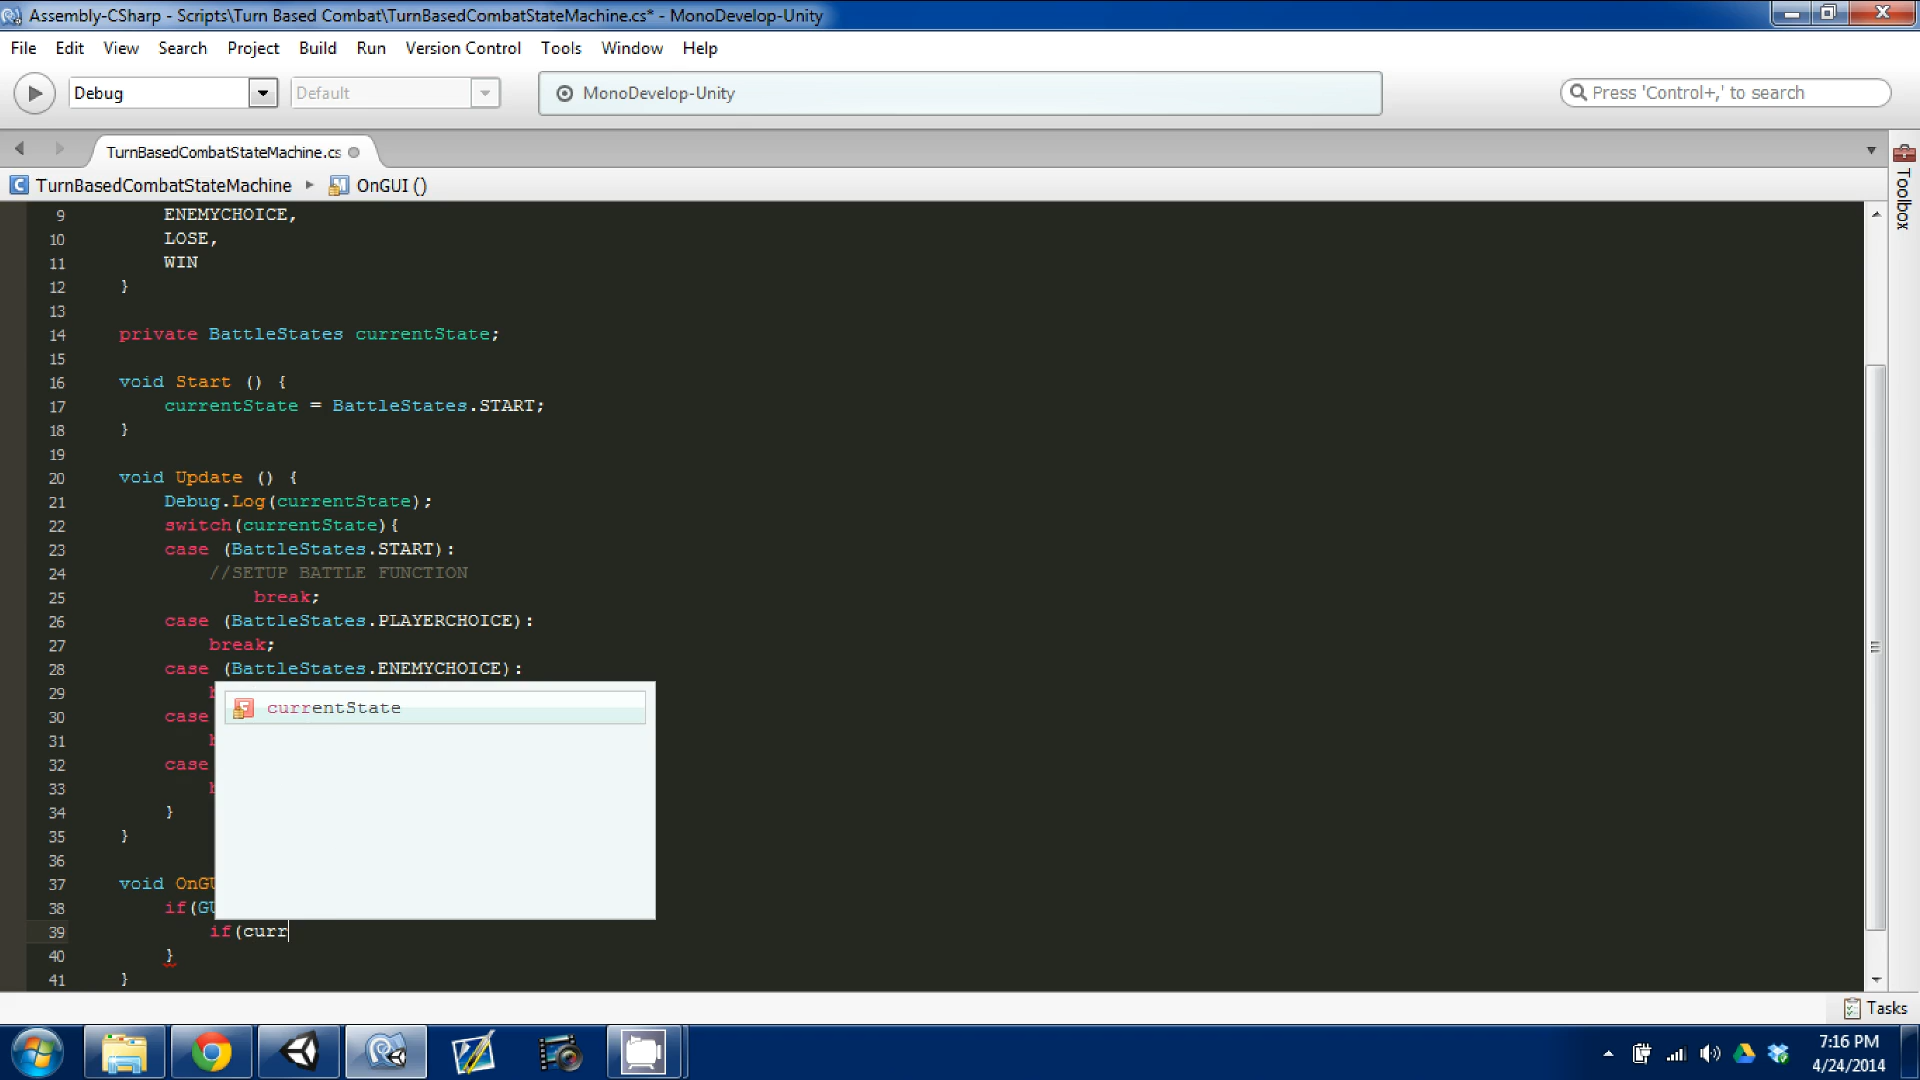 Assembly-CSharp - Scripts\Turn Based Combat\TurnBasedCombatStateMachine.cs* - MonoDevelop-Unity
File Edit View Search Project Build Run Version Control Tools Window Help
Debug Default MonoDevelop-Unity Press 'Control+,' to search
TurnBasedCombatStateMachine.cs
TurnBasedCombatStateMachine OnGUI ()
Toolbox
9 ENEMYCHOICE,
10 LOSE,
11 WIN
12 }
13
14 private BattleStates currentState;
15
16 void Start () {
17 currentState = BattleStates.START;
18 }
19
20 void Update () {
21 Debug.Log(currentState);
22 switch(currentState){
23 case (BattleStates.START):
24 //SETUP BATTLE FUNCTION
25 break;
26 case (BattleStates.PLAYERCHOICE):
27 break;
28 case (BattleStates.ENEMYCHOICE):
29
currentState
30 case
31
32 case
33
34 }
35 }
36
37 void OnGU
38 if(GU
39 if(curr
40 }
41 }
Tasks
7:16 PM
4/24/2014